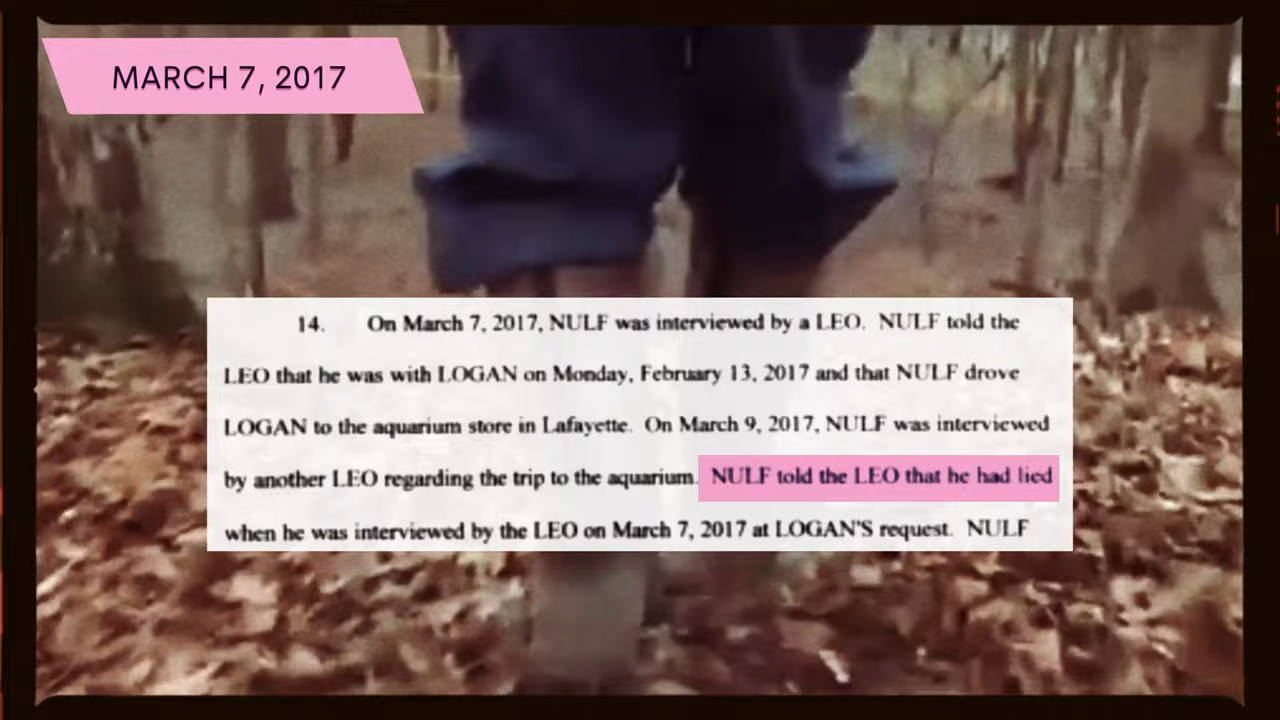 MARCH 7, 2017
14. On March 7, 2017, NULF was interviewed by a LEO. NULF told the
LEO that he was with LOGAN on Monday, February 13, 2017 and that NULF drove
LOGAN to the aquarium store in Lafayette. On March 9, 2017, NULF was interviewed
by another LEO regarding the trip to the aquarium. NULF told the LEO that he had lied
when he was interviewed by the LEO on March 7, 2017 at LOGAN'S request. NULF